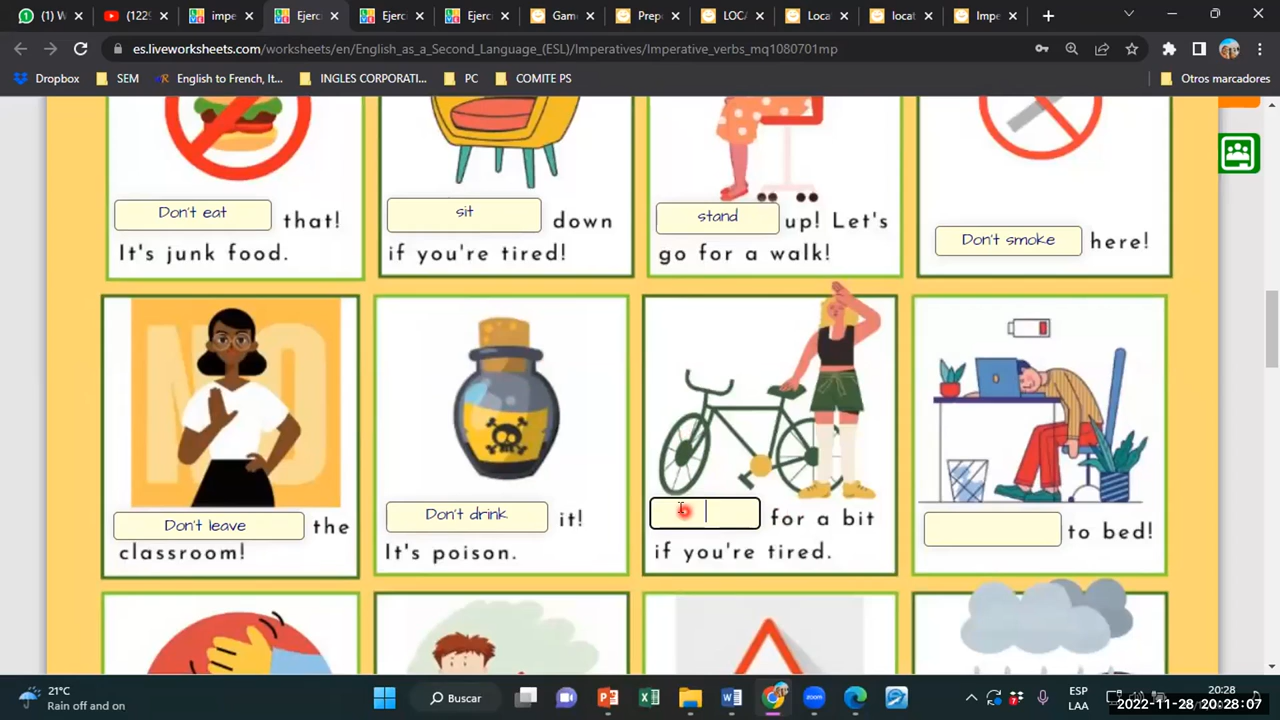 (1) W
(122
impe
Ejerc
Ejerc
Ejerc
Gam
Prep
LOCA
Loca
locat
Impe
es.liveworksheets.com/worksheets/en/English_as_a_Second_Language_(ESL)/Imperatives/Imperative_verbs_mq1080701mp
Dropbox
SEM
English to French, It...
INGLES CORPORATI...
PC
COMITE PS
Otros marcadores
Don't eat that!
It's junk food.
sit down
if you're tired!
stand up! Let's
go for a walk!
Don't smoke here!
NO
Don't leave the
classroom!
Don't drink it!
It's poison.
for a bit
if you're tired.
to bed!
21°C
Rain off and on
Buscar
zoom
ESP
LAA
20:28
2022-11-28 20:28:07